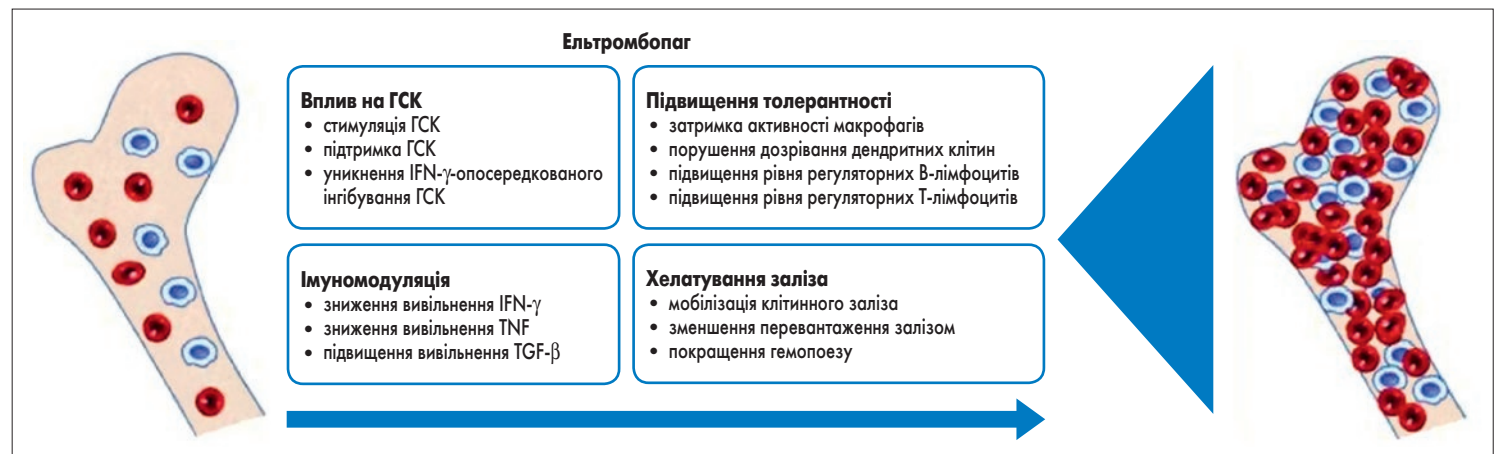 Ельтромбопаг
Вплив на ГСК
• стимуляція ГСК
• підтримка ГСК
• уникнення IFN-γ-опосередкованого
інгібування ГСК
Підвищення толерантності
• затримка активності макрофагів
• порушення дозрівання дендритних клітин
• підвищення рівня регуляторних В-лімфоцитів
• підвищення рівня регуляторних Т-лімфоцитів
Імуномодуляція
• зниження вивільнення IFN-γ
• зниження вивільнення TNF
• підвищення вивільнення TGF-β
Хелатування заліза
• мобілізація клітинного заліза
• зменшення перевантаження залізом
• покращення гемопоезу